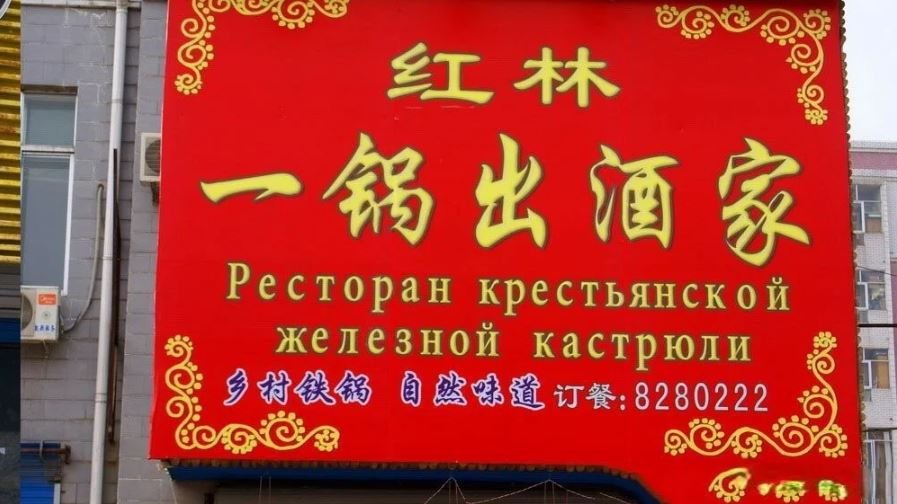 红林
一锅出酒家
Ресторан крестьянской
железной кастрюли
乡村铁锅 自然味道 订餐:8280222